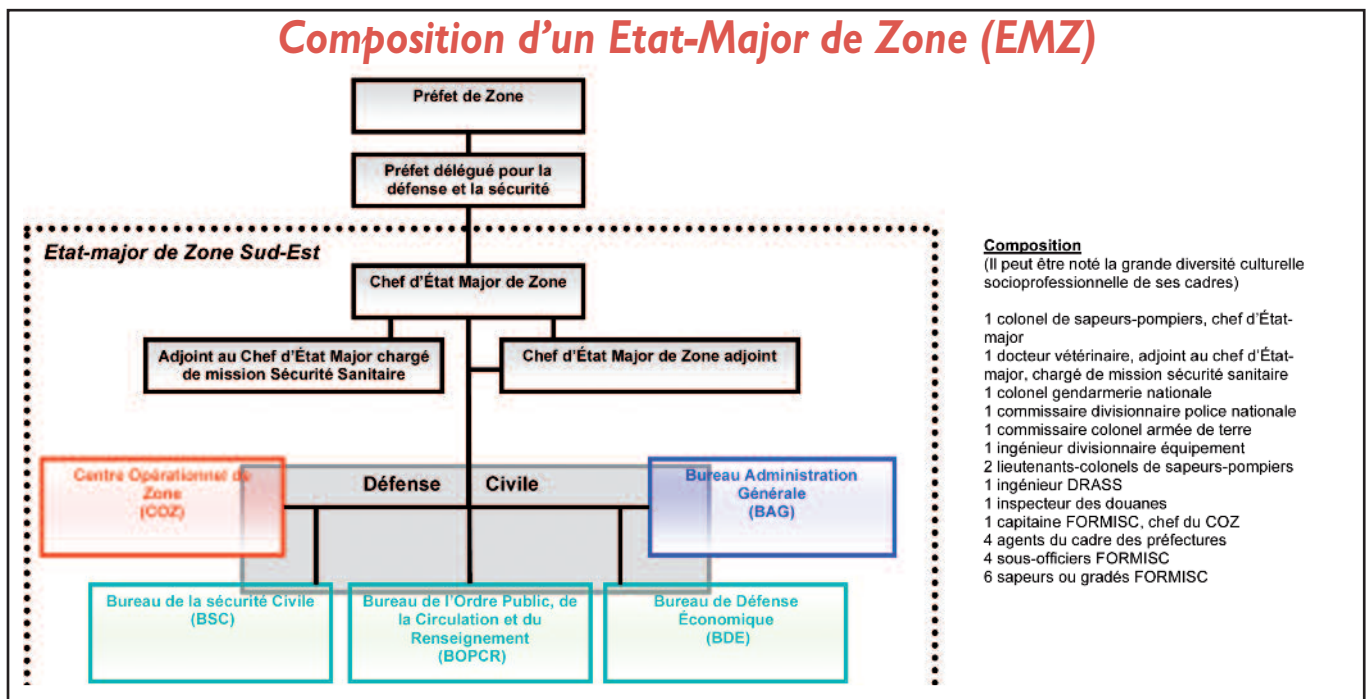 Composition d'un Etat-Major de Zone (EMZ)
Préfet de Zone
Préfet délégué pour la
défense et la sécurité
Etat-major de Zone Sud-Est
Chef d'État Major de Zone
Adjoint au Chef d'État Major chargé
de mission Sécurité Sanitaire
Chef d'État Major de Zone adjoint
Centre Opérationnel de
Zone
(COZ)
Défense Civile
Bureau Administration
Générale
(BAG)
Bureau de la sécurité Civile
(BSC)
Bureau de l'Ordre Public, de
la Circulation et du
Renseignement
(BOPCR)
Bureau de Défense
Économique
(BDE)
Composition
(Il peut être noté la grande diversité culturelle
socioprofessionnelle de ses cadres)
1 colonel de sapeurs-pompiers, chef d'État-
major
1 docteur vétérinaire, adjoint au chef d'État-
major, chargé de mission sécurité sanitaire
1 colonel gendarmerie nationale
1 commissaire divisionnaire police nationale
1 commissaire colonel armée de terre
1 ingénieur divisionnaire équipement
2 lieutenants-colonels de sapeurs-pompiers
1 ingénieur DRASS
1 inspecteur des douanes
1 capitaine FORMISC, chef du COZ
4 agents du cadre des préfectures
4 sous-officiers FORMISC
6 sapeurs ou gradés FORMISC